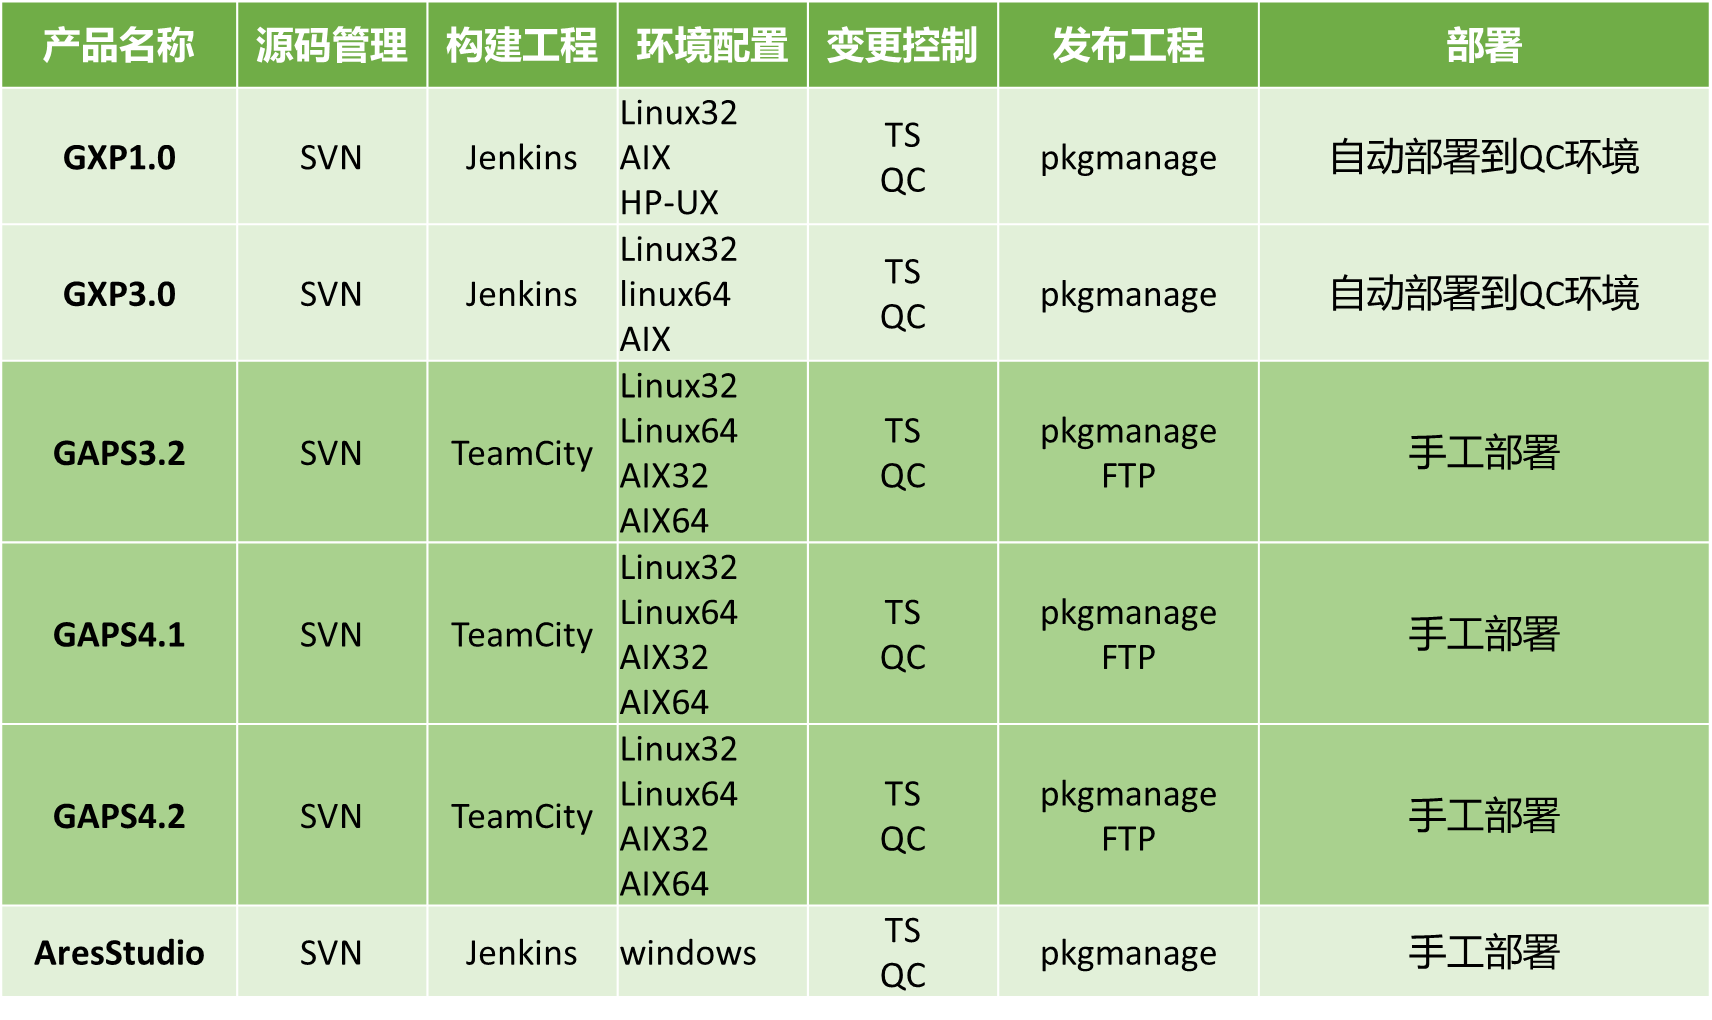 产品名称 源码管理 构建工程 环境配置 变更控制 发布工程 部署
GXP1.0 SVN Jenkins Linux32 AIX HP-UX TS QC pkgmanage 自动部署到QC环境
GXP3.0 SVN Jenkins Linux32 linux64 AIX TS QC pkgmanage 自动部署到QC环境
GAPS3.2 SVN TeamCity Linux32 Linux64 AIX32 AIX64 TS QC pkgmanage FTP 手工部署
GAPS4.1 SVN TeamCity Linux32 Linux64 AIX32 AIX64 TS QC pkgmanage FTP 手工部署
GAPS4.2 SVN TeamCity Linux32 Linux64 AIX32 AIX64 TS QC pkgmanage FTP 手工部署
AresStudio SVN Jenkins windows TS QC pkgmanage 手工部署